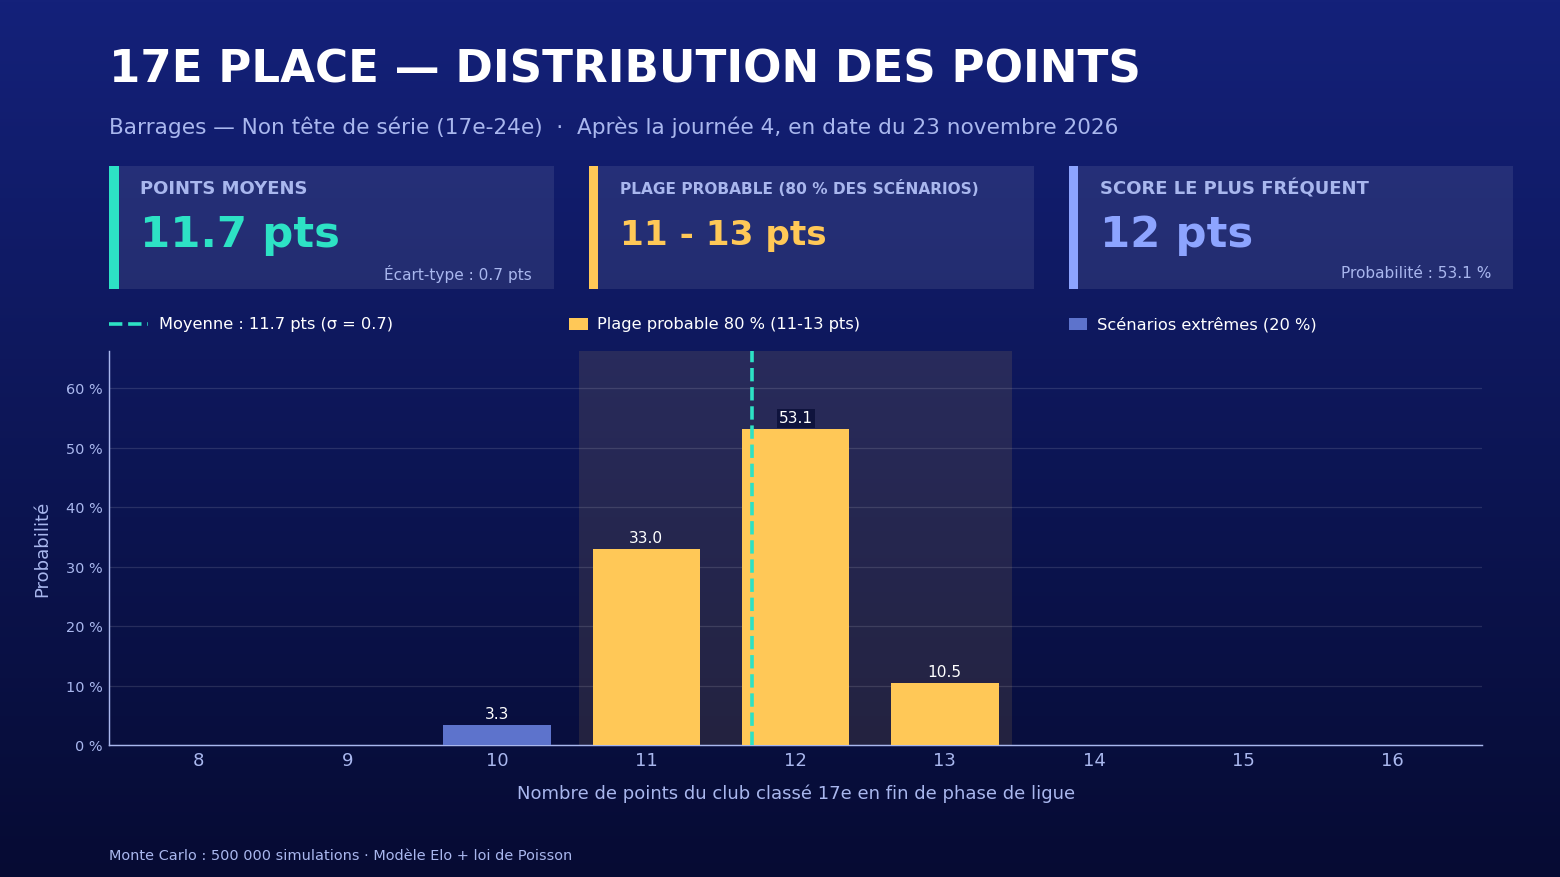 17E PLACE — DISTRIBUTION DES POINTS
Barrages — Non tête de série (17e-24e)  ·  Après la journée 4, en date du 23 novembre 2026
POINTS MOYENS
11.7 pts
Écart-type : 0.7 pts
PLAGE PROBABLE (80 % DES SCÉNARIOS)
11 - 13 pts
SCORE LE PLUS FRÉQUENT
12 pts
Probabilité : 53.1 %
Moyenne : 11.7 pts (σ = 0.7)
Plage probable 80 % (11-13 pts)
Scénarios extrêmes (20 %)
Probabilité
60 %
50 %
40 %
30 %
20 %
10 %
0 %
3.3
33.0
53.1
10.5
8 9 10 11 12 13 14 15 16
Nombre de points du club classé 17e en fin de phase de ligue
Monte Carlo : 500 000 simulations · Modèle Elo + loi de Poisson